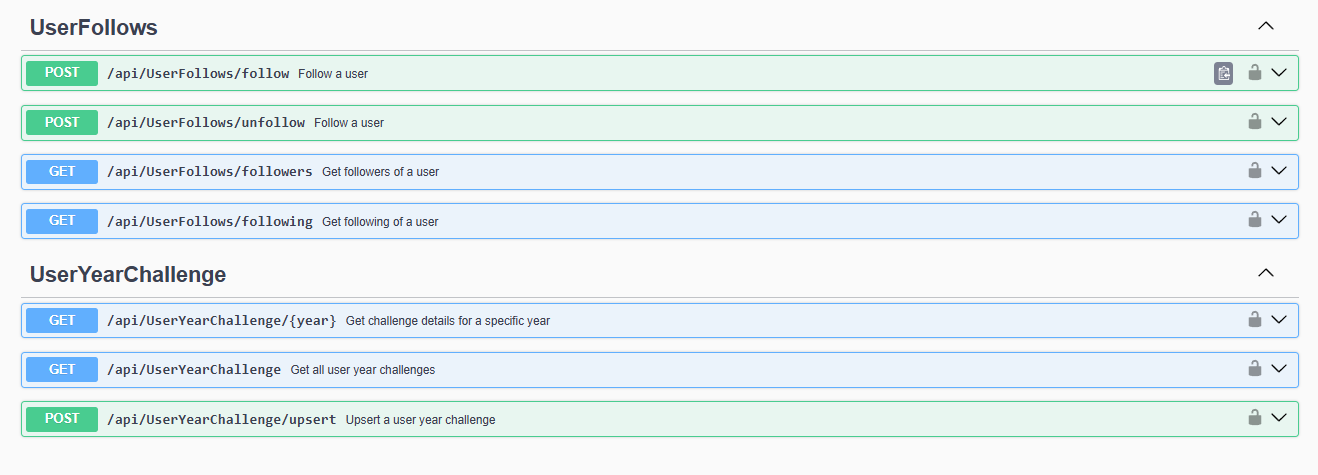 UserFollows
POST /api/UserFollows/follow Follow a user
POST /api/UserFollows/unfollow Follow a user
GET /api/UserFollows/followers Get followers of a user
GET /api/UserFollows/following Get following of a user
UserYearChallenge
GET /api/UserYearChallenge/{year} Get challenge details for a specific year
GET /api/UserYearChallenge Get all user year challenges
POST /api/UserYearChallenge/upsert Upsert a user year challenge